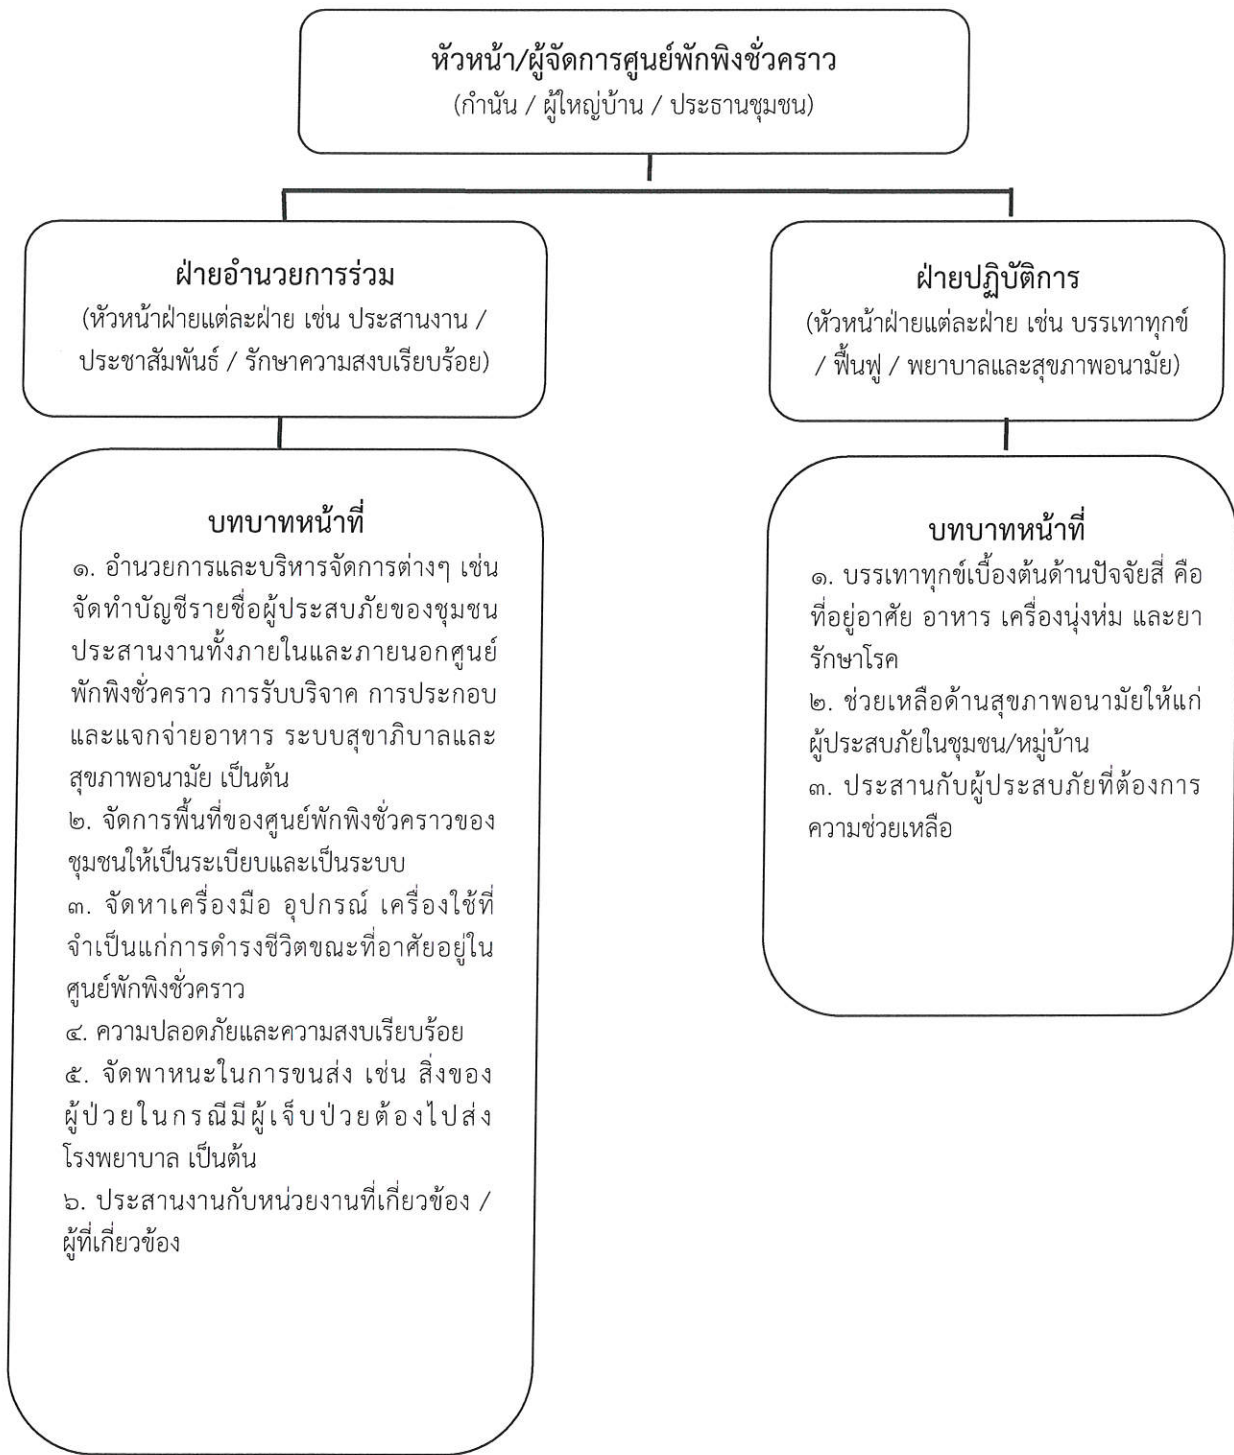 หัวหน้า/ผู้จัดการศูนย์พักพิงชั่วคราว
(กำนัน / ผู้ใหญ่บ้าน / ประธานชุมชน)
ฝ่ายอำนวยการร่วม
(หัวหน้าฝ่ายแต่ละฝ่าย เช่น ประสานงาน /
ประชาสัมพันธ์ / รักษาความสงบเรียบร้อย)
บทบาทหน้าที่
๑. อำนวยการและบริหารจัดการต่างๆ เช่น
จัดทำบัญชีรายชื่อผู้ประสบภัยของชุมชน
ประสานงานทั้งภายในและภายนอกศูนย์
พักพิงชั่วคราว การรับบริจาค การประกอบ
และแจกจ่ายอาหาร ระบบสุขาภิบาลและ
สุขภาพอนามัย เป็นต้น
๒. จัดการพื้นที่ของศูนย์พักพิงชั่วคราวของ
ชุมชนให้เป็นระเบียบและเป็นระบบ
๓. จัดหาเครื่องมือ อุปกรณ์ เครื่องใช้ที่
จำเป็นแก่การดำรงชีวิตขณะที่อาศัยอยู่ใน
ศูนย์พักพิงชั่วคราว
๔. ความปลอดภัยและความสงบเรียบร้อย
๕. จัดพาหนะในการขนส่ง เช่น สิ่งของ
ผู้ป่วยในกรณีมีผู้เจ็บป่วยต้องไปส่ง
โรงพยาบาล เป็นต้น
๖. ประสานงานกับหน่วยงานที่เกี่ยวข้อง /
ผู้ที่เกี่ยวข้อง
ฝ่ายปฏิบัติการ
(หัวหน้าฝ่ายแต่ละฝ่าย เช่น บรรเทาทุกข์
/ ฟื้นฟู / พยาบาลและสุขภาพอนามัย)
บทบาทหน้าที่
๑. บรรเทาทุกข์เบื้องต้นด้านปัจจัยสี่ คือ
ที่อยู่อาศัย อาหาร เครื่องนุ่งห่ม และยา
รักษาโรค
๒. ช่วยเหลือด้านสุขภาพอนามัยให้แก่
ผู้ประสบภัยในชุมชน/หมู่บ้าน
๓. ประสานกับผู้ประสบภัยที่ต้องการ
ความช่วยเหลือ